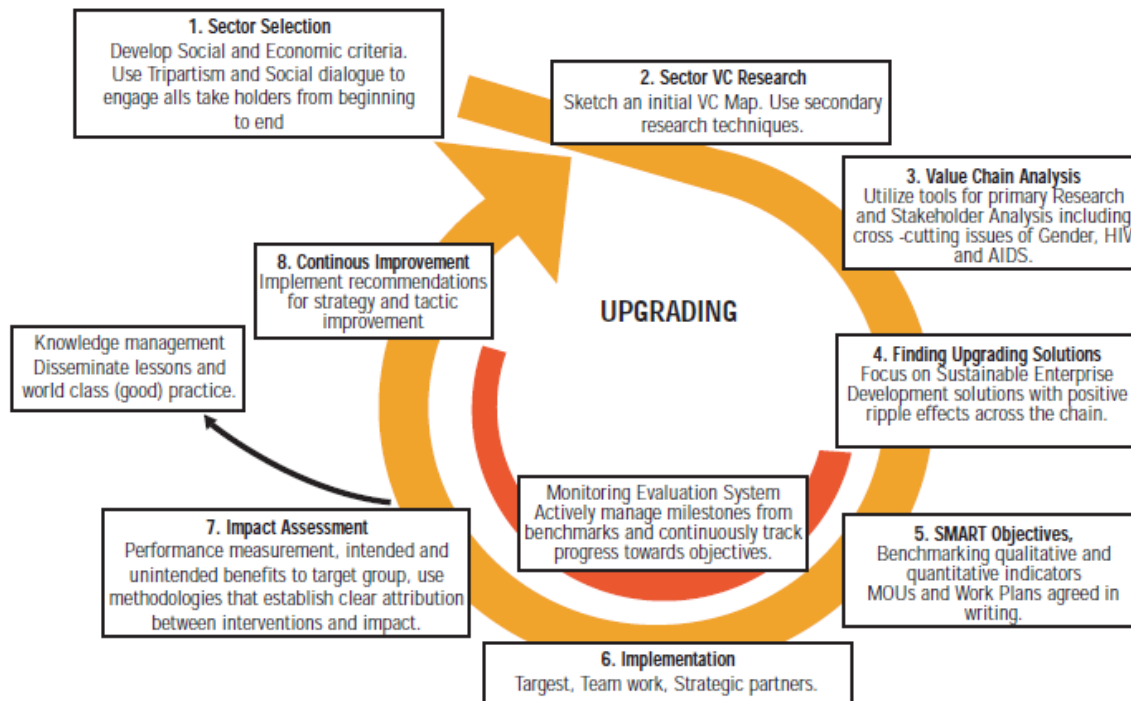 1. Sector Selection
Develop Social and Economic criteria.
Use Tripartism and Social dialogue to
engage alls take holders from beginning
to end
2. Sector VC Research
Sketch an initial VC Map. Use secondary
research techniques.
3. Value Chain Analysis
Utilize tools for primary Research
and Stakeholder Analysis including
cross -cutting issues of Gender, HIV
and AIDS.
8. Continous Improvement
Implement recommendations
for strategy and tactic
improvement
UPGRADING
Knowledge management
Disseminate lessons and
world class (good) practice.
4. Finding Upgrading Solutions
Focus on Sustainable Enterprise
Development solutions with positive
ripple effects across the chain.
Monitoring Evaluation System
Actively manage milestones from
benchmarks and continuously track
progress towards objectives.
7. Impact Assessment
Performance measurement, intended and
unintended benefits to target group, use
methodologies that establish clear attribution
between interventions and impact.
5. SMART Objectives,
Benchmarking qualitative and
quantitative indicators
MOUs and Work Plans agreed in
writing.
6. Implementation
Targest, Team work, Strategic partners.